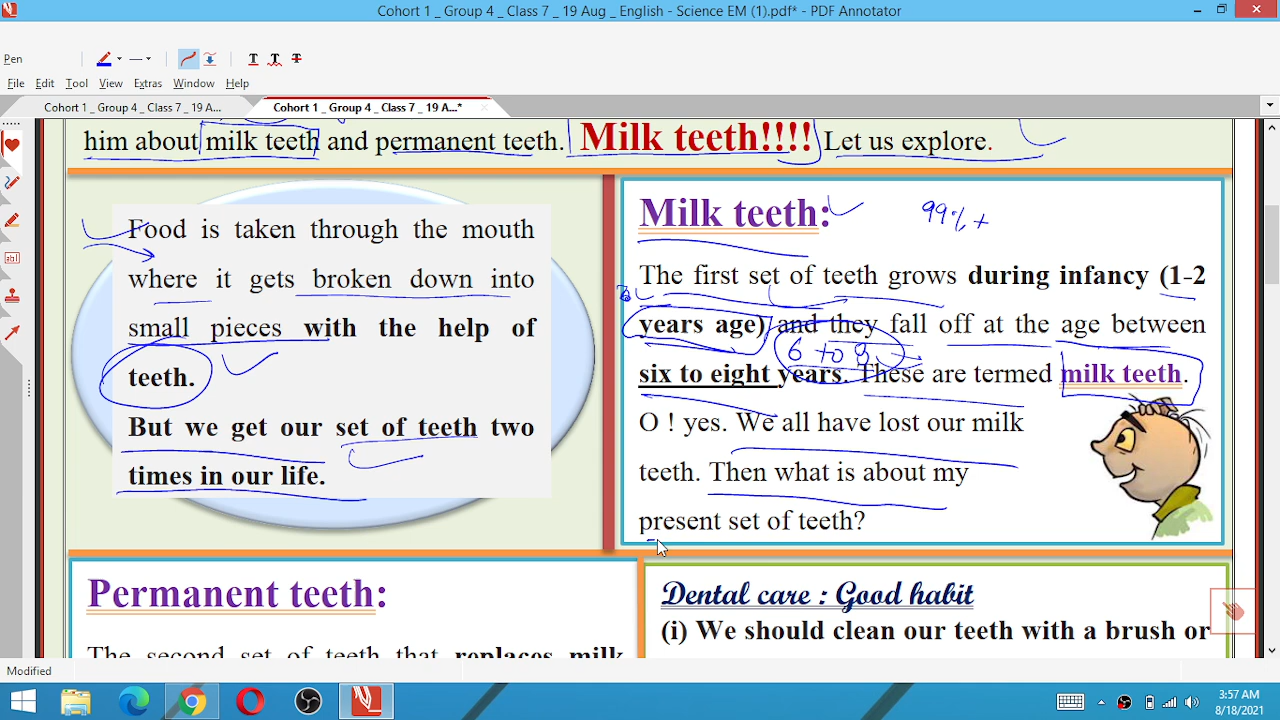 Cohort 1 _ Group 4 _ Class 7 _ 19 Aug _ English - Science EM (1).pdf* - PDF Annotator
Pen
T T T
File Edit Tool View Extras Window Help
Cohort 1 _ Group 4 _ Class 7 _ 19 A... Cohort 1 _ Group 4 _ Class 7 _ 19 A...*
him about milk teeth and permanent teeth. Milk teeth!!!! Let us explore.
Food is taken through the mouth
where it gets broken down into
small pieces with the help of
teeth.
But we get our set of teeth two
times in our life.
Milk teeth:
99%+
The first set of teeth grows during infancy (1-2
years age) and they fall off at the age between
6 to 8
six to eight years. These are termed milk teeth.
O ! yes. We all have lost our milk
teeth. Then what is about my
present set of teeth?
Permanent teeth:
The second set of teeth that replaces milk
Dental care : Good habit
(i) We should clean our teeth with a brush or
Modified
3:57 AM
8/18/2021